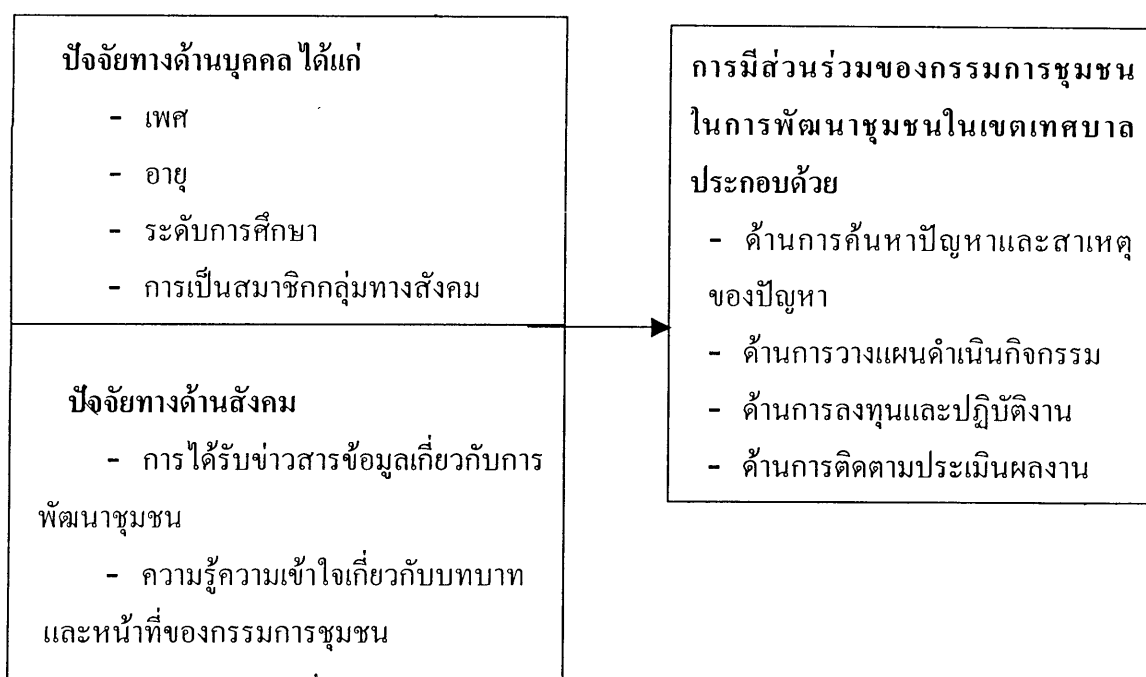 ปัจจัยทางด้านบุคคล ได้แก่
- เพศ
- อายุ
- ระดับการศึกษา
- การเป็นสมาชิกกลุ่มทางสังคม
ปัจจัยทางด้านสังคม
- การได้รับข่าวสารข้อมูลเกี่ยวกับการ
พัฒนาชุมชน
- ความรู้ความเข้าใจเกี่ยวกับบทบาท
และหน้าที่ของกรรมการชุมชน
การมีส่วนร่วมของกรรมการชุมชน
ในการพัฒนาชุมชนในเขตเทศบาล
ประกอบด้วย
- ด้านการค้นหาปัญหาและสาเหตุ
ของปัญหา
- ด้านการวางแผนดำเนินกิจกรรม
- ด้านการลงทุนและปฏิบัติงาน
- ด้านการติดตามประเมินผลงาน